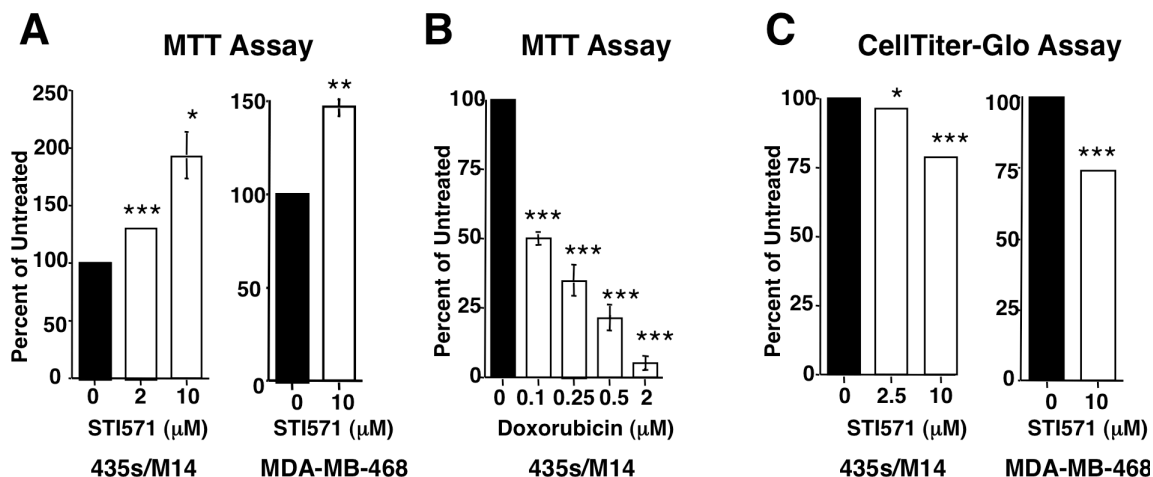 A
MTT Assay
Percent of Untreated
250
200
150
100
50
0
*
***
0 2 10
STI571 (µM)
435s/M14
150
100
50
0
**
0 10
STI571 (µM)
MDA-MB-468
B
MTT Assay
Percent of Untreated
100
75
50
25
0
***
***
***
***
0 0.1 0.25 0.5 2
Doxorubicin (µM)
435s/M14
C
CellTiter-Glo Assay
Percent of Untreated
100
75
50
25
0
*
***
0 2.5 10
STI571 (µM)
435s/M14
100
75
50
25
0
***
0 10
STI571 (µM)
MDA-MB-468